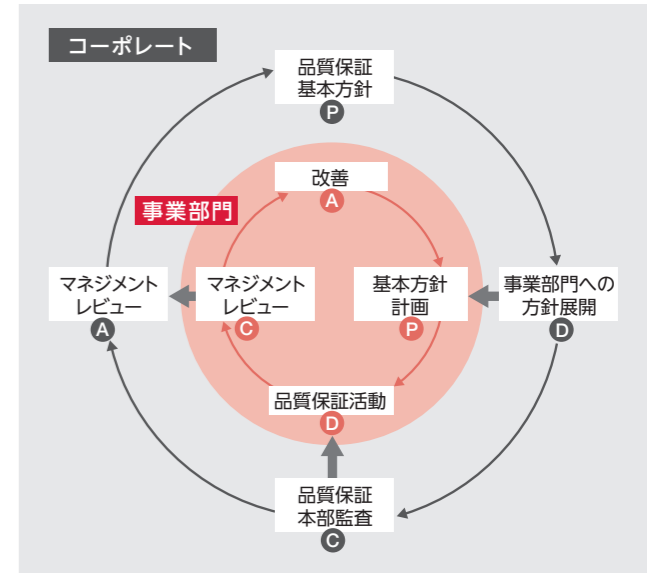 コーポレート
品質保証
基本方針
P
改善
A
事業部門
マネジメント
レビュー
A
マネジメント
レビュー
C
基本方針
計画
P
事業部門への
方針展開
D
品質保証活動
D
品質保証
本部監査
C